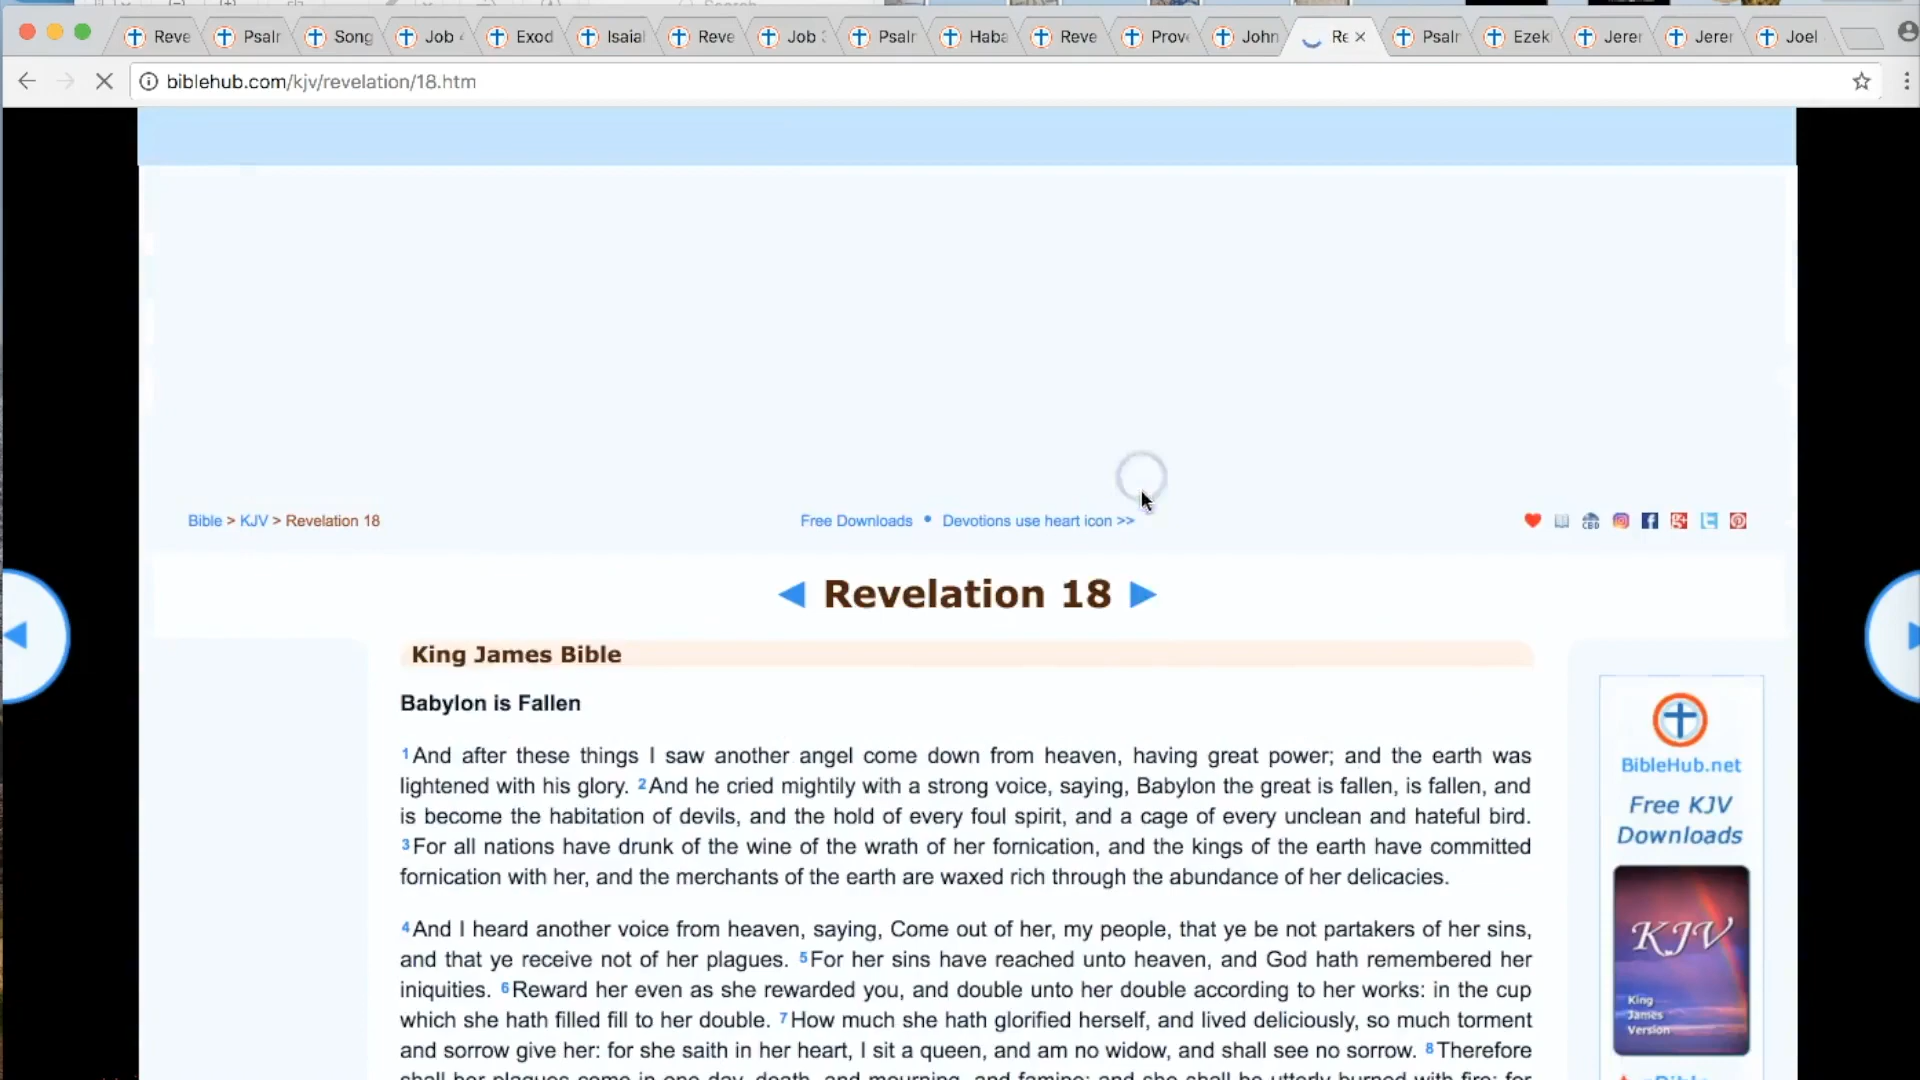 Search
Reve Psalr Song Job Exod Isaia Reve Job Psalr Haba Reve Prov John Re Psalr Ezek Jerer Jerer Joel
biblehub.com/kjv/revelation/18.htm
Bible > KJV > Revelation 18 Free Downloads • Devotions use heart icon >>
CBD
Revelation 18
King James Bible
Babylon is Fallen
1And after these things I saw another angel come down from heaven, having great power; and the earth was
lightened with his glory. 2And he cried mightily with a strong voice, saying, Babylon the great is fallen, is fallen, and
is become the habitation of devils, and the hold of every foul spirit, and a cage of every unclean and hateful bird.
3For all nations have drunk of the wine of the wrath of her fornication, and the kings of the earth have committed
fornication with her, and the merchants of the earth are waxed rich through the abundance of her delicacies.
4And I heard another voice from heaven, saying, Come out of her, my people, that ye be not partakers of her sins,
and that ye receive not of her plagues. 5For her sins have reached unto heaven, and God hath remembered her
iniquities. 6Reward her even as she rewarded you, and double unto her double according to her works: in the cup
which she hath filled fill to her double. 7How much she hath glorified herself, and lived deliciously, so much torment
and sorrow give her: for she saith in her heart, I sit a queen, and am no widow, and shall see no sorrow. 8Therefore
shall her plagues come in one day, death, and mourning, and famine; and she shall be utterly burned with fire: for
BibleHub.net
Free KJV
Downloads
KJV
King
James
Version